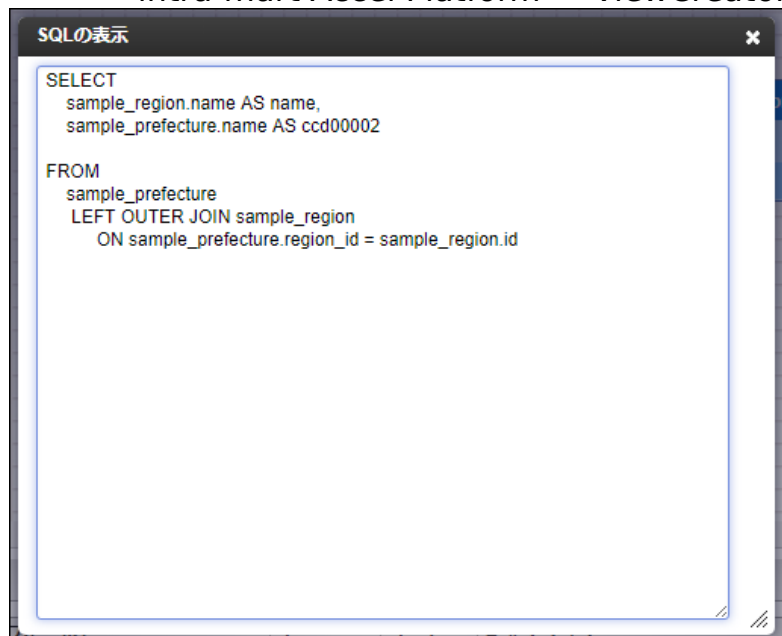 SQLの表示
SELECT
sample_region.name AS name,
sample_prefecture.name AS ccd00002
FROM
sample_prefecture
LEFT OUTER JOIN sample_region
ON sample_prefecture.region_id = sample_region.id